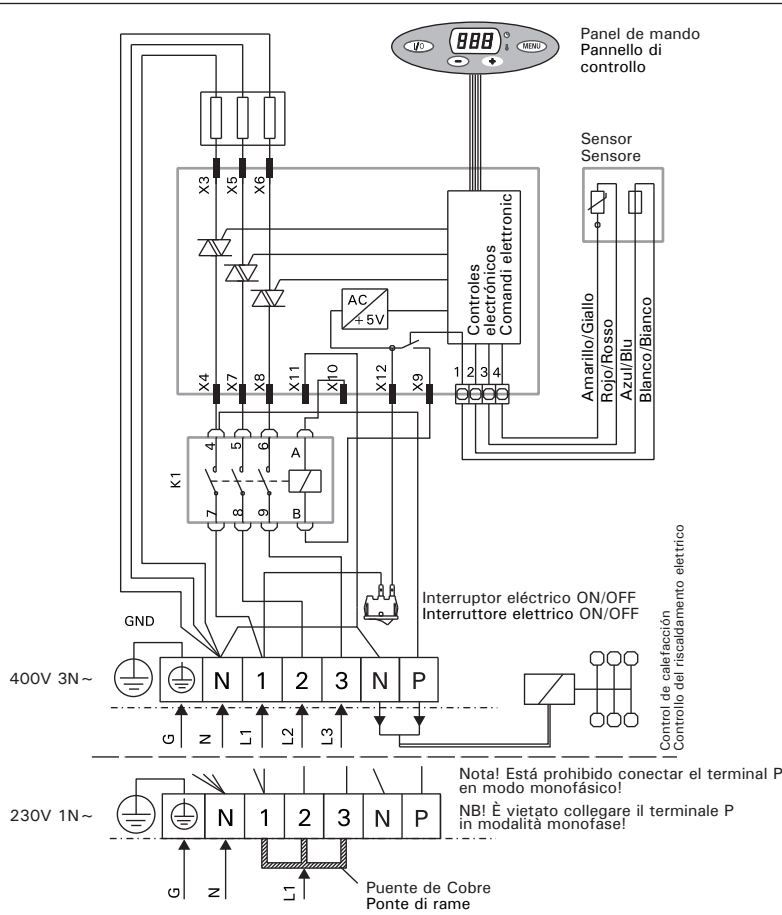 Panel de mando
Pannello di
controllo
I/O
888
MENU
Sensor
Sensore
X3
X5
X6
AC
+5V
Controles
electrónicos
Comandi elettronic
Amarillo/Giallo
Rojo/Rosso
Azul/Blu
Blanco/Bianco
X4
X7
X8
X11
X10
X12
X9
1 2 3 4
K1
4 5 6 A
7 8 9 B
Interruptor eléctrico ON/OFF
Interruttore elettrico ON/OFF
Control de calefacción
Controllo del riscaldamento elettrico
GND
400V 3N~
N 1 2 3 N P
G N L1 L2 L3
Nota! Está prohibido conectar el terminal P
en modo monofásico!
NB! È vietato collegare il terminale P
in modalità monofase!
230V 1N~
N 1 2 3 N P
G N L1
Puente de Cobre
Ponte di rame